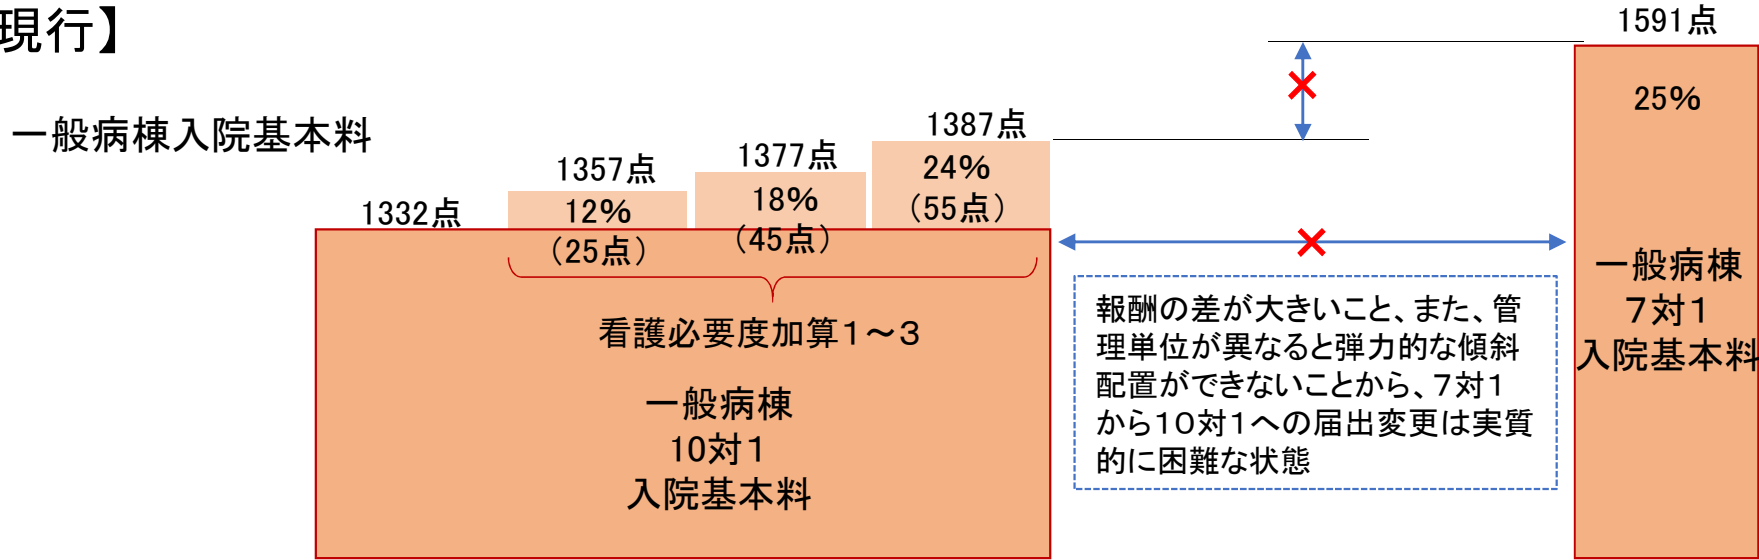 現行】
一般病棟入院基本料
1332点
1357点
12%
(25点)
1377点
18%
(45点)
1387点
24%
(55点)
看護必要度加算1～3
一般病棟
10対1
入院基本料
報酬の差が大きいこと、また、管
理単位が異なると弾力的な傾斜
配置ができないことから、7対1
から10対1への届出変更は実質
的に困難な状態
1591点
25%
一般病棟
7対1
入院基本料